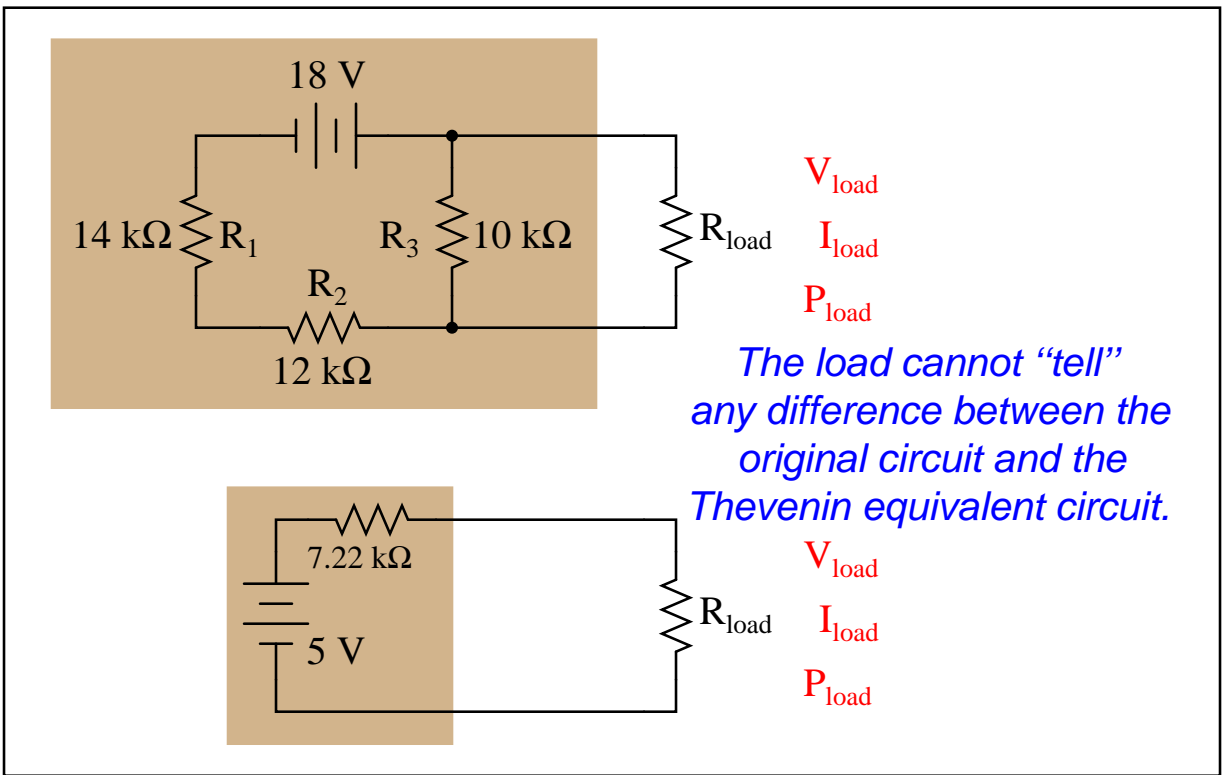 18 V
14 kΩ R1 R3 10 kΩ Rload
R2
12 kΩ
Vload
Iload
Pload
The load cannot ‘‘tell’’
any difference between the
original circuit and the
Thevenin equivalent circuit.
7.22 kΩ
5 V
Rload
Vload
Iload
Pload